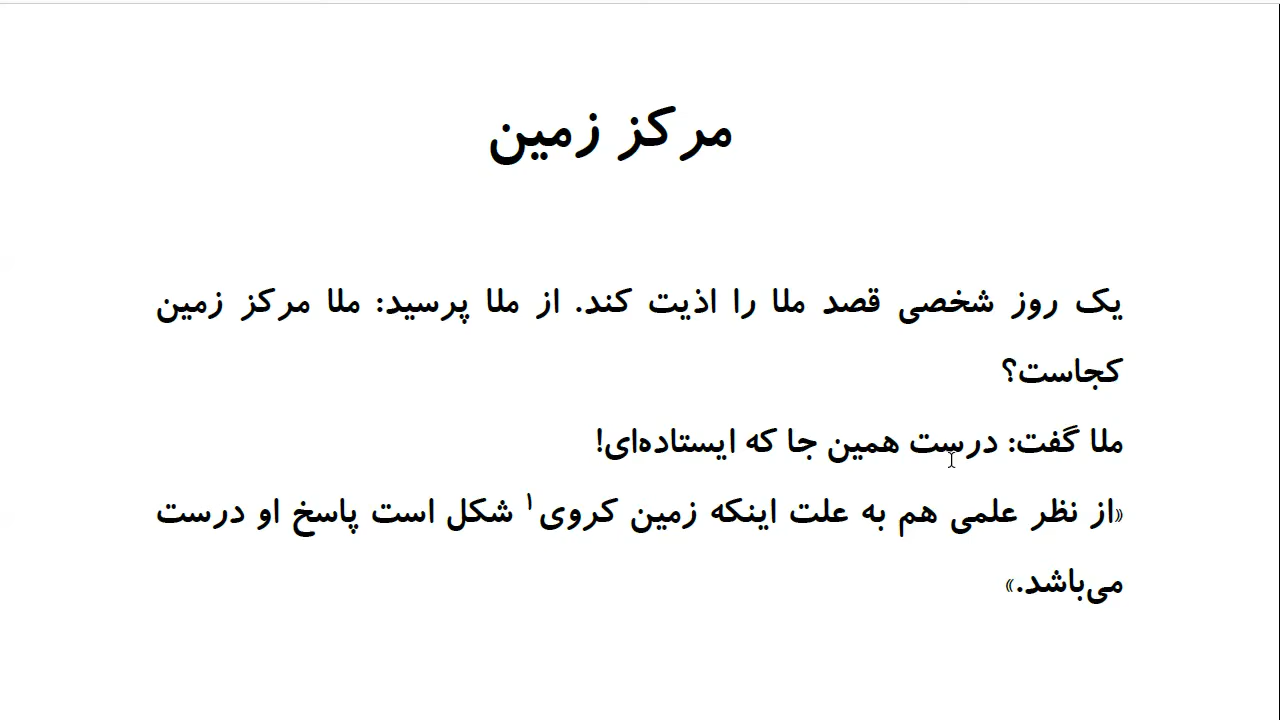 مرکز زمین
یک روز شخصی قصد ملا را اذیت کند. از ملا پرسید: ملا مرکز زمین
کجاست؟
ملا گفت: درست همین جا که ایستاده‌ای!
«از نظر علمی هم به علت اینکه زمین کروی۱ شکل است پاسخ او درست
می‌باشد.»